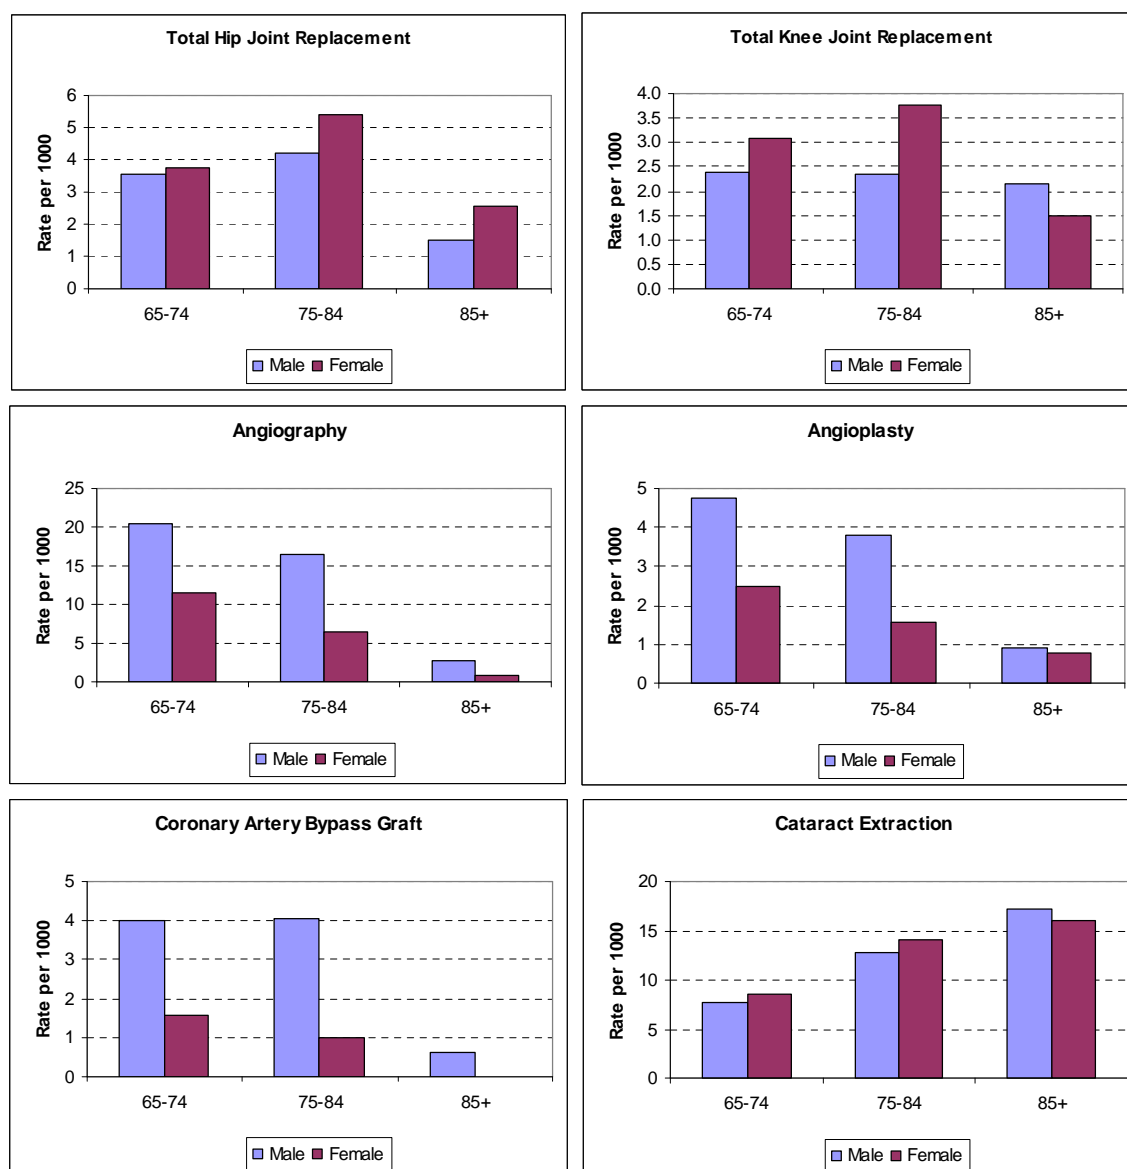 Total Hip Joint Replacement
Rate per 1000
6
5
4
3
2
1
0
65-74 75-84 85+
Male Female
Total Knee Joint Replacement
Rate per 1000
4.0
3.5
3.0
2.5
2.0
1.5
1.0
0.5
0.0
65-74 75-84 85+
Male Female
Angiography
Rate per 1000
25
20
15
10
5
0
65-74 75-84 85+
Male Female
Angioplasty
Rate per 1000
5
4
3
2
1
0
65-74 75-84 85+
Male Female
Coronary Artery Bypass Graft
Rate per 1000
5
4
3
2
1
0
65-74 75-84 85+
Male Female
Cataract Extraction
Rate per 1000
20
15
10
5
0
65-74 75-84 85+
Male Female